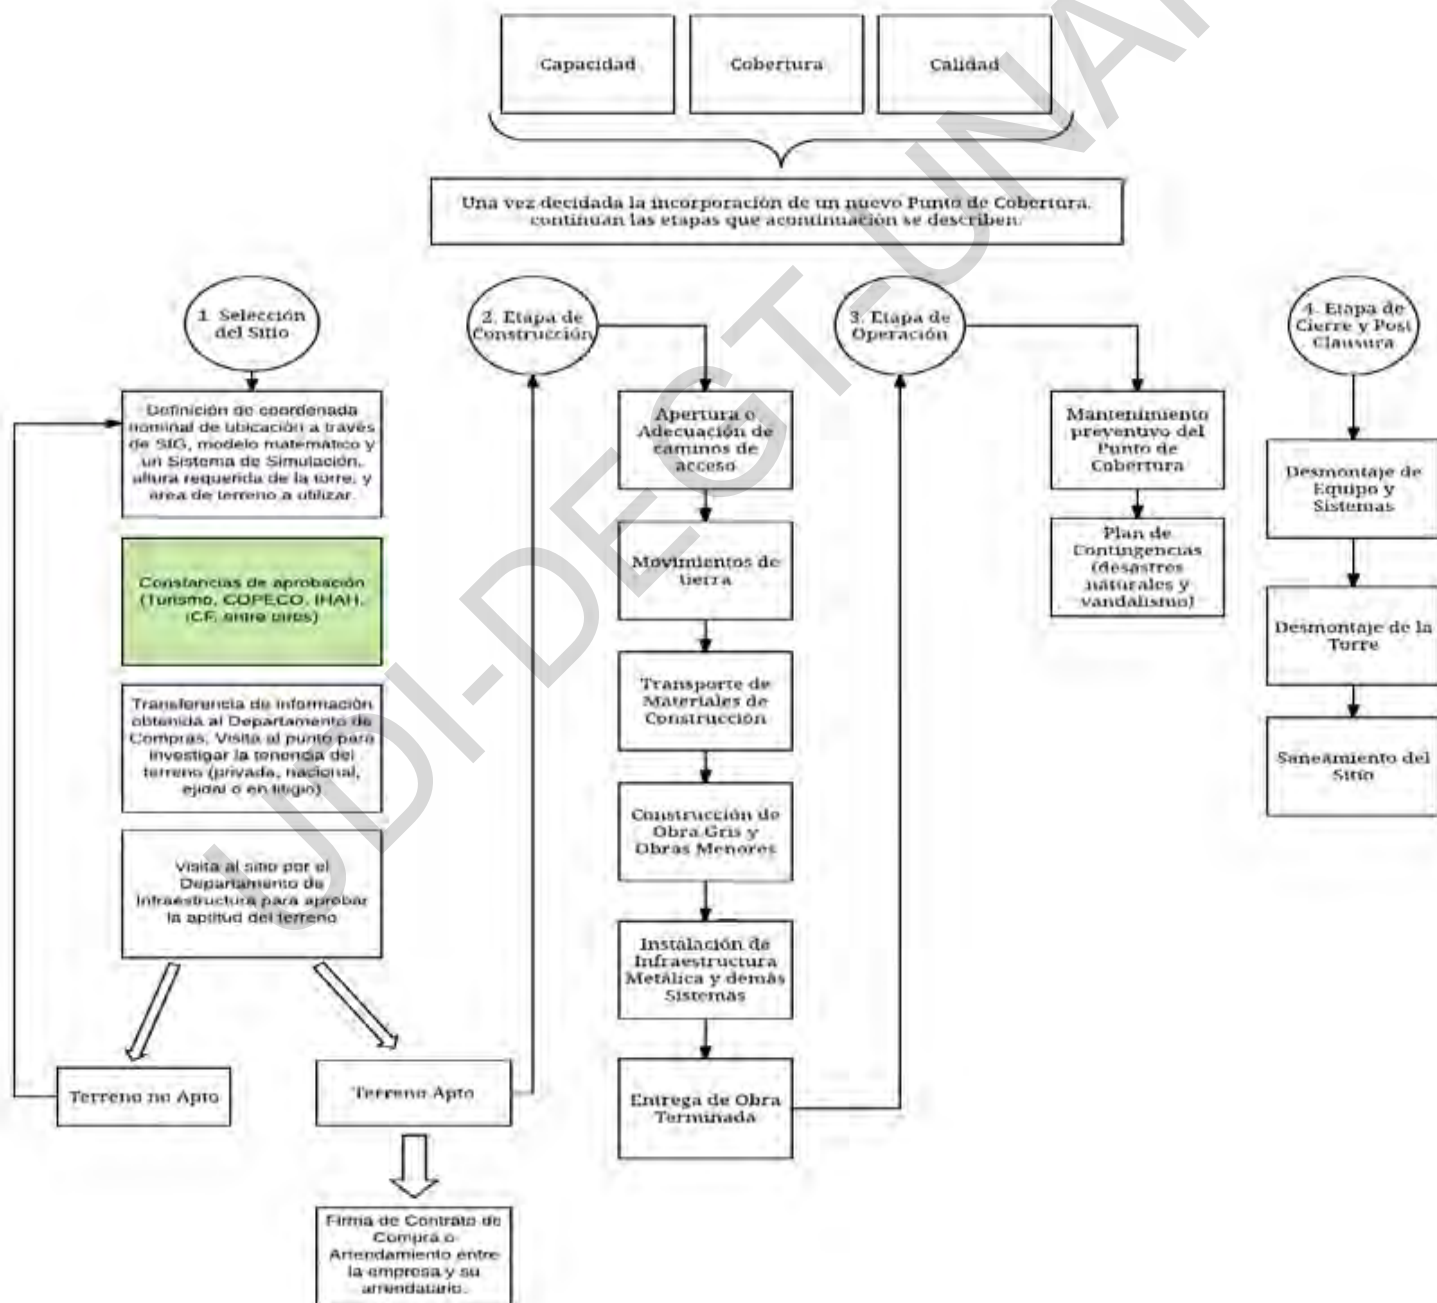 Capacidad
Cobertura
Calidad
Una vez decidada la incorporación de un nuevo Punto de Cobertura,
continuan las etapas que acontinuación se describen.
1. Selección
del Sitio
Definición de coordenada
nominal de ubicación a través
de SIG, modelo matemático y
un Sistema de Simulación,
altura requerida de la torre, y
área de terreno a utilizar.
Constancias de aprobación
(Turismo, COPECO, IHAH,
ICF, entre otros)
Transferencia de información
obtenida al Departamento de
Compras. Visita al punto para
investigar la tenencia del
terreno (privada, nacional,
ejidal o en litigio)
Visita al sitio por el
Departamento de
Infraestructura para aprobar
la aptitud del terreno
Terreno no Apto
Terreno Apto
Firma de Contrato de
Compra o
Arrendamiento entre
la empresa y su
arrendatario.
2. Etapa de
Construcción
Apertura o
Adecuación de
caminos de
acceso
Movimientos de
tierra
Transporte de
Materiales de
Construcción
Construcción de
Obra Gris y
Obras Menores
Instalación de
Infraestructura
Metálica y demás
Sistemas
Entrega de Obra
Terminada
3. Etapa de
Operación
Mantenimiento
preventivo del
Punto de
Cobertura
Plan de
Contingencias
(desastres
naturales y
vandalismo)
4. Etapa de
Cierre y Post
Clausura
Desmontaje de
Equipo y
Sistemas
Desmontaje de la
Torre
Saneamiento del
Sitio
UDI-DEGT-UNAH